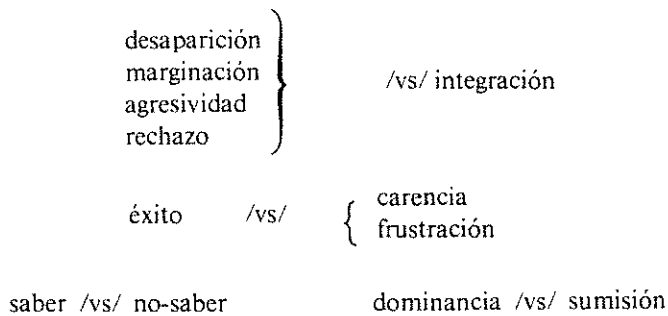 desaparición
marginación
agresividad
rechazo
/vs/ integración
éxito /vs/
carencia
frustración
saber /vs/ no-saber dominancia /vs/ sumisión